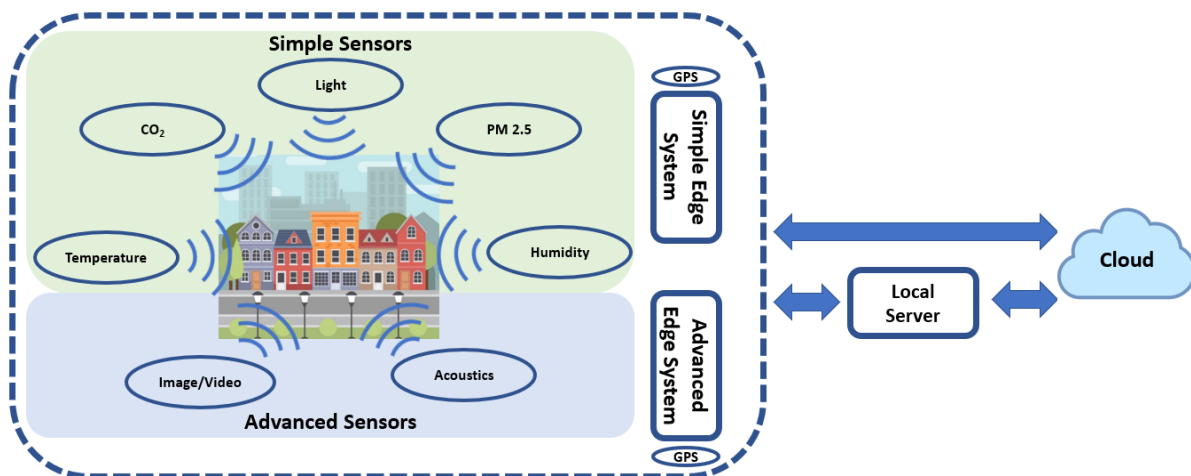 Simple Sensors
Light
CO₂
PM 2.5
Temperature
Humidity
Image/Video
Acoustics
Advanced Sensors
GPS
Simple Edge
System
Advanced
Edge System
GPS
Local
Server
Cloud